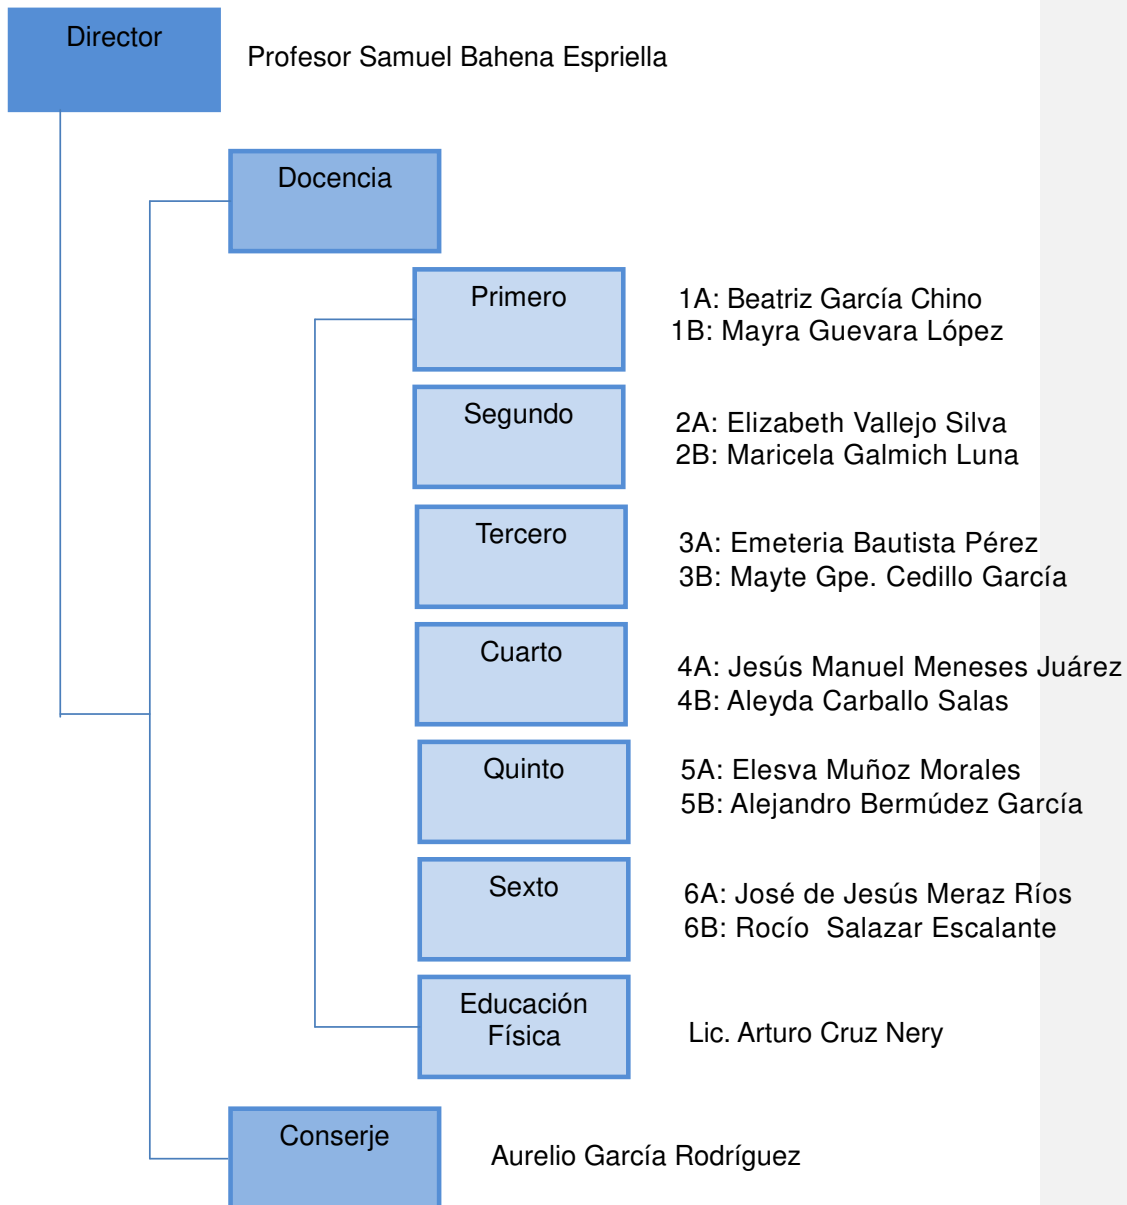 Director
Profesor Samuel Bahena Espriella
Docencia
Primero
1A: Beatriz García Chino
1B: Mayra Guevara López
Segundo
2A: Elizabeth Vallejo Silva
2B: Maricela Galmich Luna
Tercero
3A: Emeteria Bautista Pérez
3B: Mayte Gpe. Cedillo García
Cuarto
4A: Jesús Manuel Meneses Juárez
4B: Aleyda Carballo Salas
Quinto
5A: Elesva Muñoz Morales
5B: Alejandro Bermúdez García
Sexto
6A: José de Jesús Meraz Ríos
6B: Rocío  Salazar Escalante
Educación
Física
Lic. Arturo Cruz Nery
Conserje
Aurelio García Rodríguez